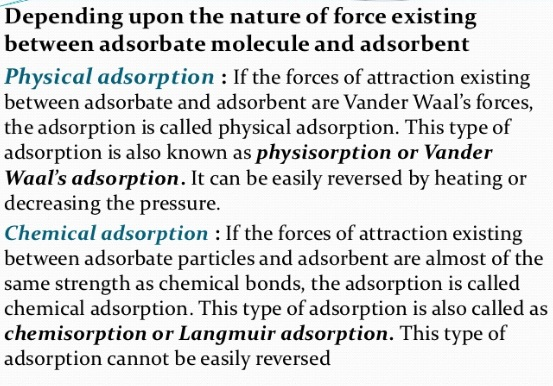 Depending upon the nature of force existing
between adsorbate molecule and adsorbent
Physical adsorption : If the forces of attraction existing
between adsorbate and adsorbent are Vander Waal’s forces,
the adsorption is called physical adsorption. This type of
adsorption is also known as physisorption or Vander
Waal’s adsorption. It can be easily reversed by heating or
decreasing the pressure.
Chemical adsorption : If the forces of attraction existing
between adsorbate particles and adsorbent are almost of the
same strength as chemical bonds, the adsorption is called
chemical adsorption. This type of adsorption is also called as
chemisorption or Langmuir adsorption. This type of
adsorption cannot be easily reversed